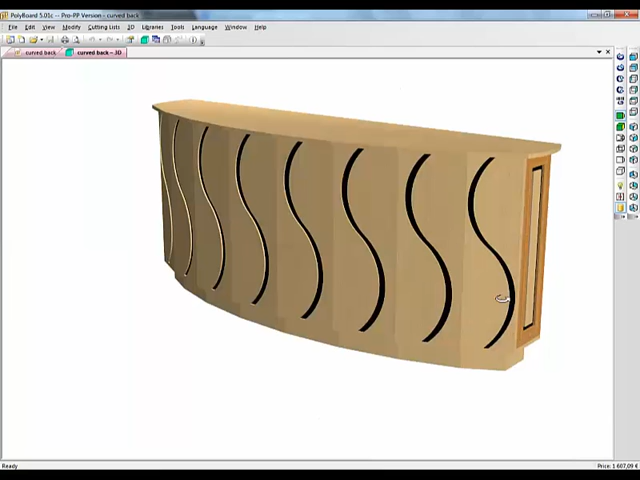 PolyBoard 5.01c -- Pro-PP Version - curved back
File Edit Modify Cutting Lists 3D Libraries Tools Language Window Help
curved back curved back -- 3D
Ready Price: 1 607,09 €